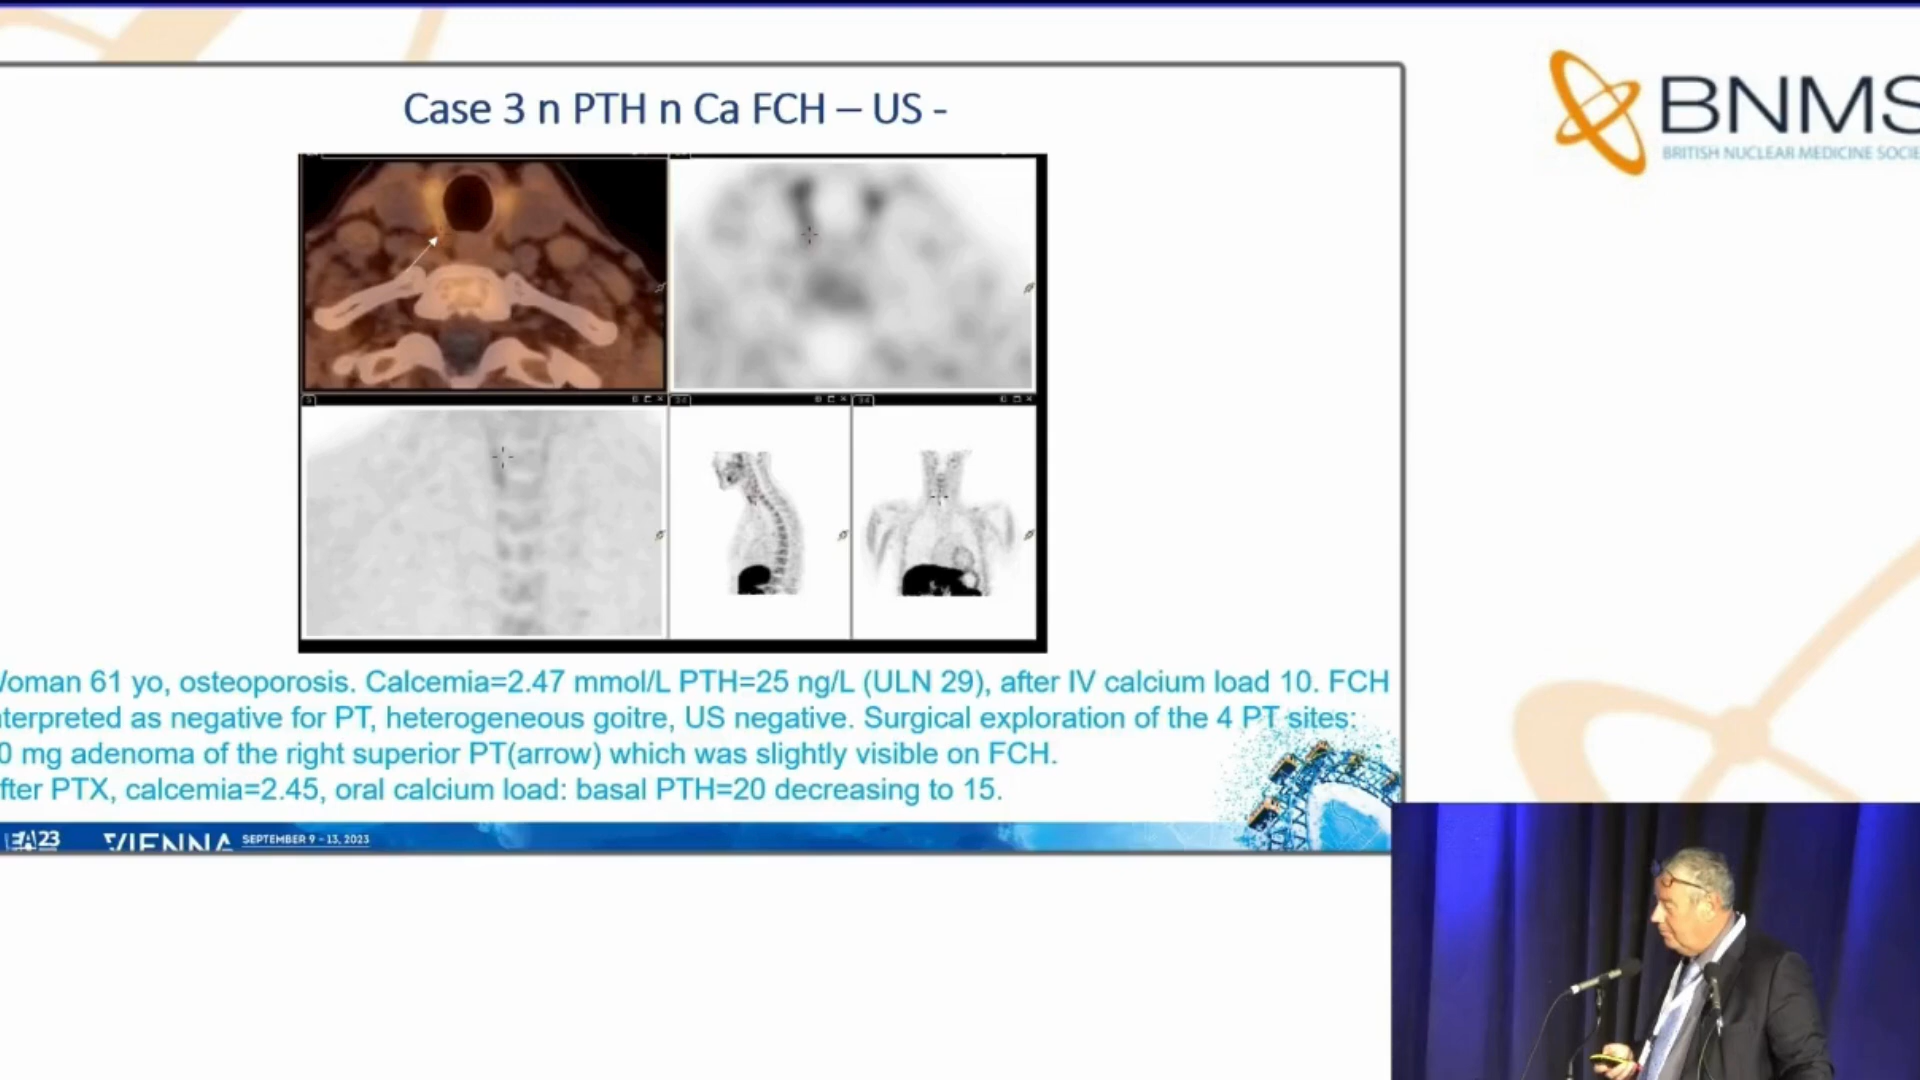 Case 3 n PTH n Ca FCH – US -
BNMS
BRITISH NUCLEAR MEDICINE SOCIE
oman 61 yo, osteoporosis. Calcemia=2.47 mmol/L PTH=25 ng/L (ULN 29), after IV calcium load 10. FCH
terpreted as negative for PT, heterogeneous goitre, US negative. Surgical exploration of the 4 PT sites:
0 mg adenoma of the right superior PT(arrow) which was slightly visible on FCH.
fter PTX, calcemia=2.45, oral calcium load: basal PTH=20 decreasing to 15.
23 VIENNA SEPTEMBER 9 - 13, 2023